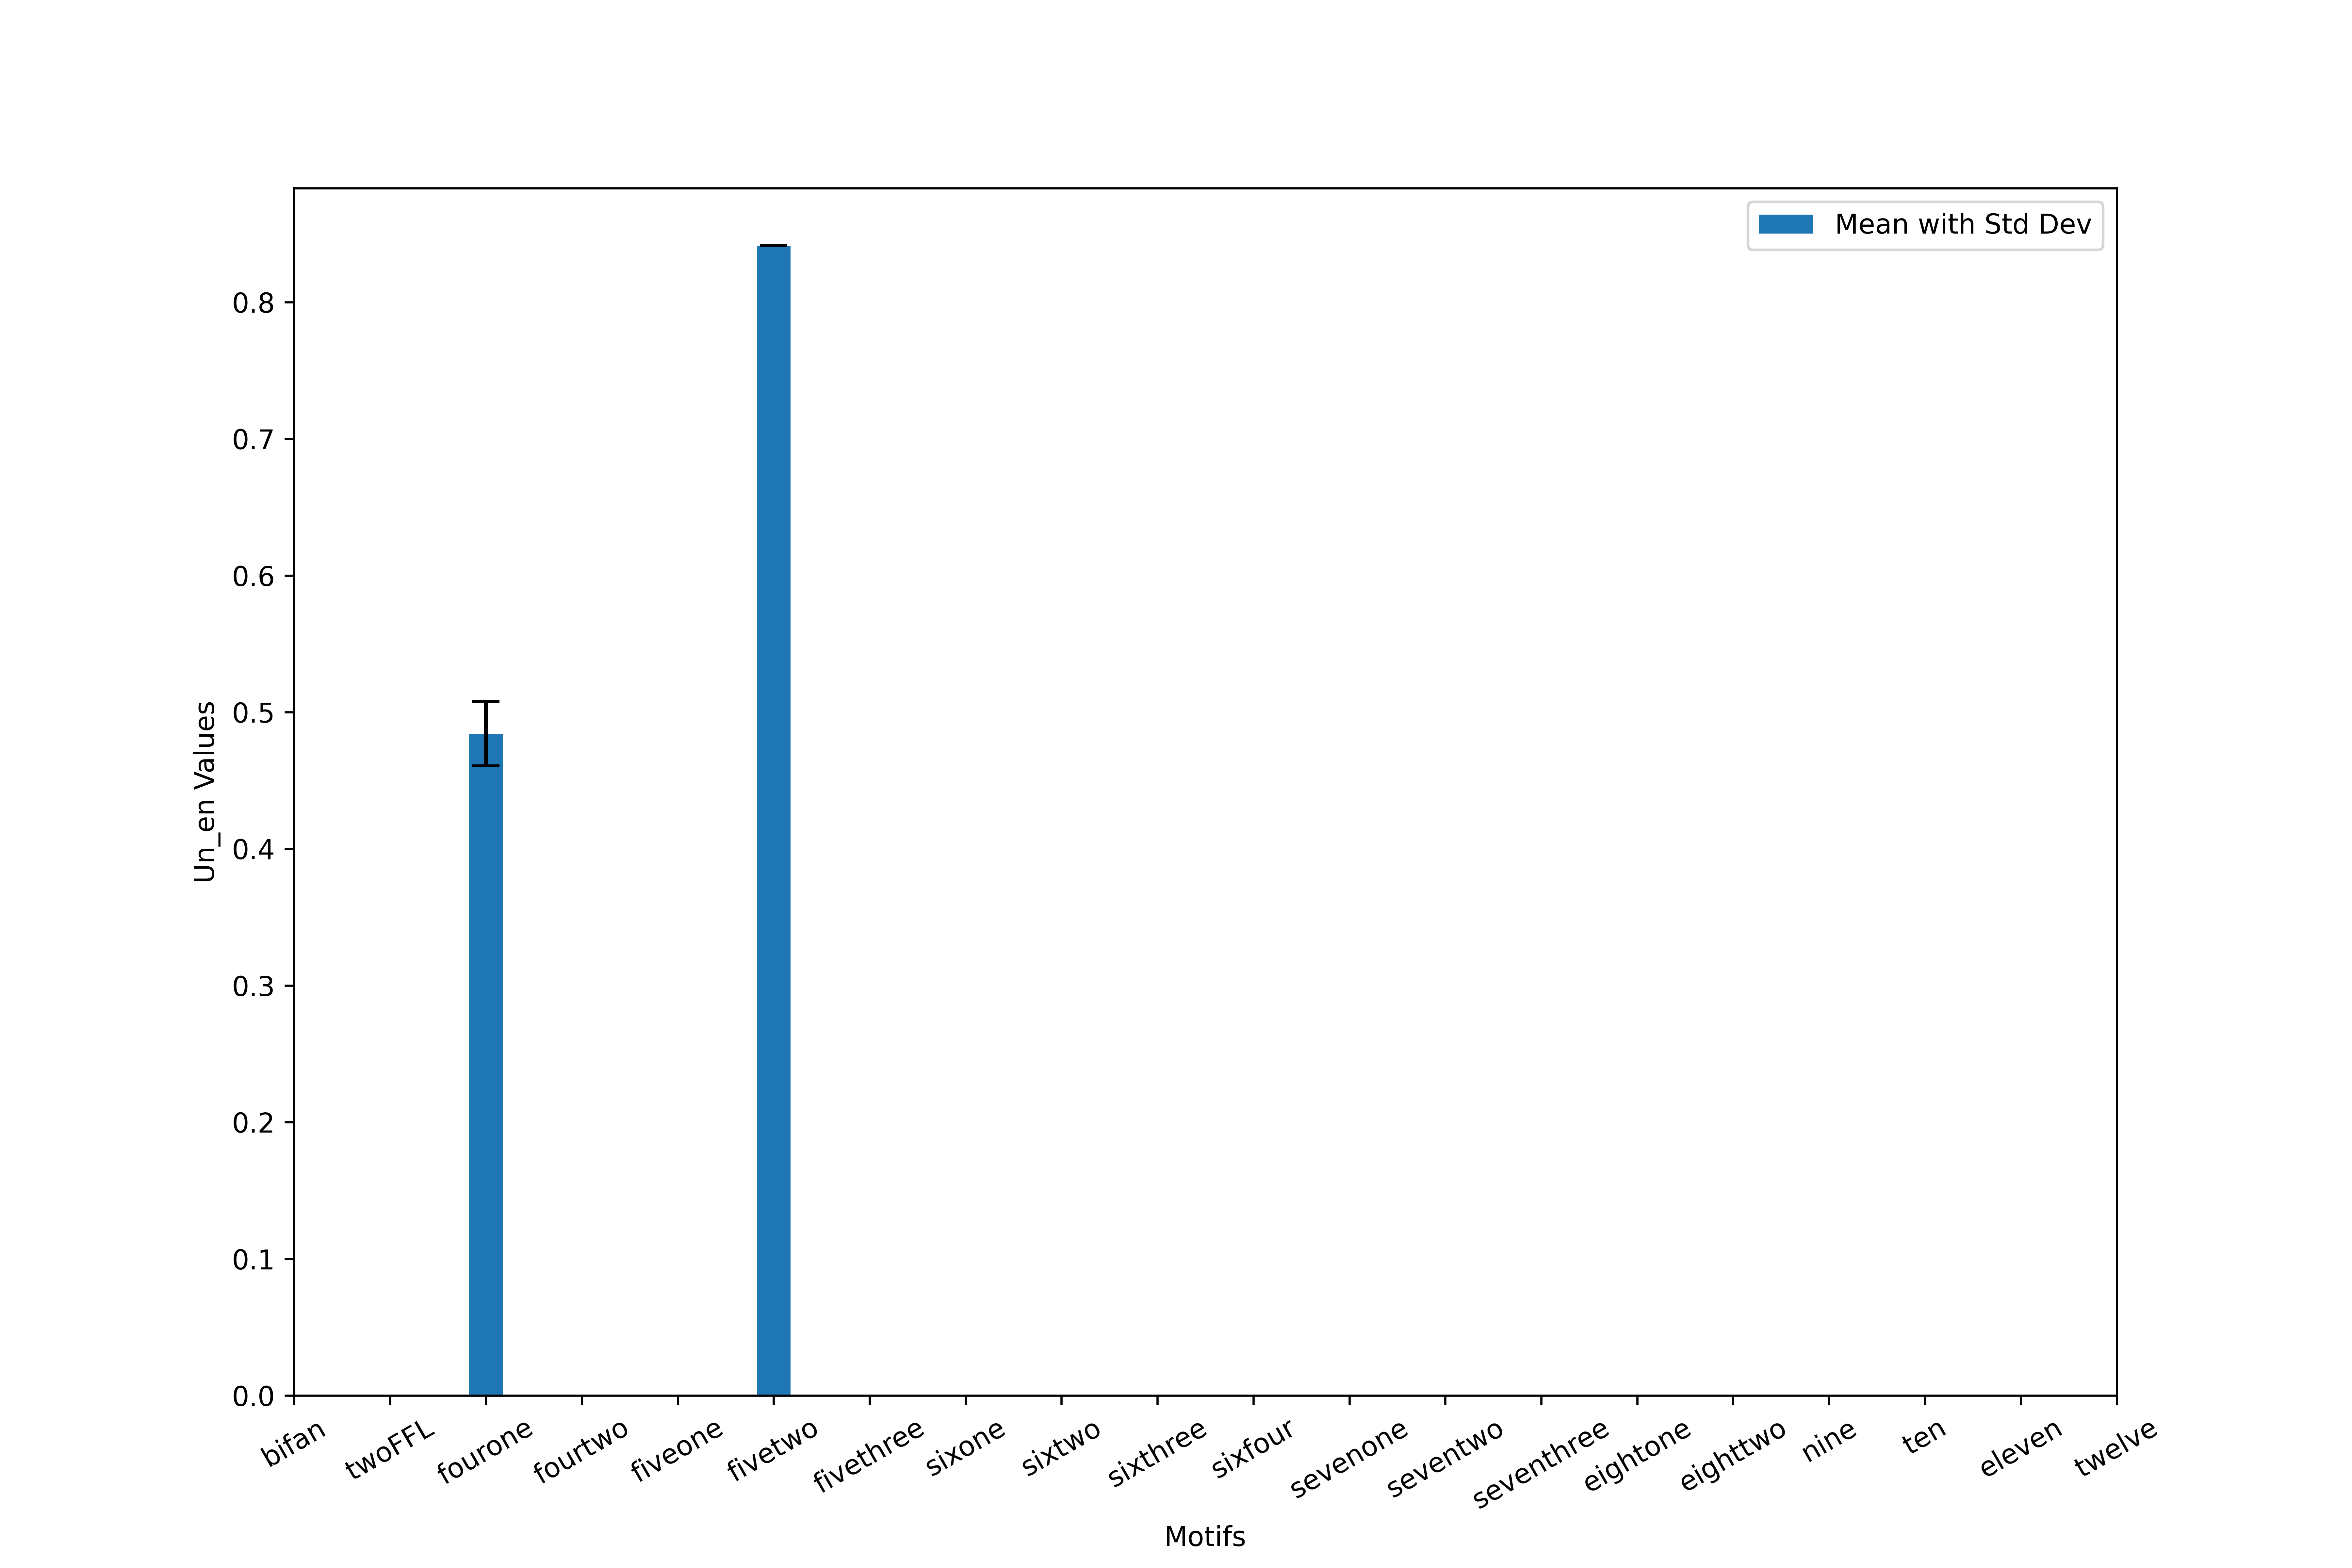 Mean with Std Dev
Un_en Values
0.8
0.7
0.6
0.5
0.4
0.3
0.2
0.1
0.0
bifan
twoFFL
fourone
fourtwo
fiveone
fivetwo
fivethree
sixone
sixtwo
sixthree
sixfour
sevenone
seventwo
seventhree
eightone
eighttwo
nine
ten
eleven
twelve
Motifs